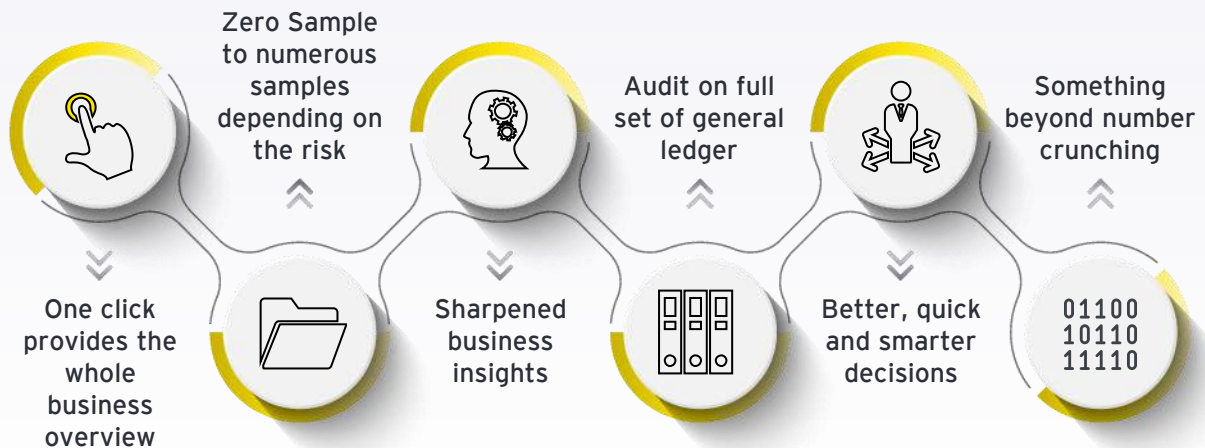 One click
provides the
whole
business
overview
Zero Sample
to numerous
samples
depending on
the risk
Sharpened
business
insights
Audit on full
set of general
ledger
Better, quick
and smarter
decisions
Something
beyond number
crunching
01100
10110
11110